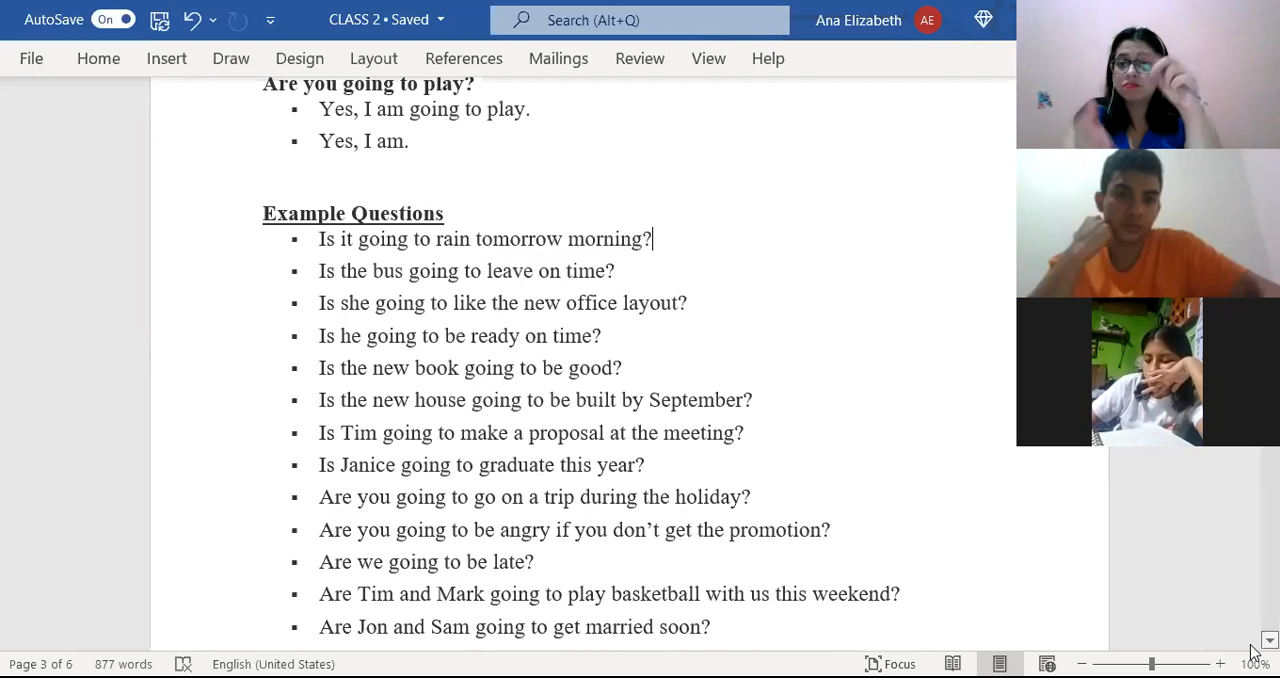 AutoSave On CLASS 2 • Saved Search (Alt+Q) Ana Elizabeth AE
File Home Insert Draw Design Layout References Mailings Review View Help
Are you going to play?
▪ Yes, I am going to play.
▪ Yes, I am.
Example Questions
▪ Is it going to rain tomorrow morning?
▪ Is the bus going to leave on time?
▪ Is she going to like the new office layout?
▪ Is he going to be ready on time?
▪ Is the new book going to be good?
▪ Is the new house going to be built by September?
▪ Is Tim going to make a proposal at the meeting?
▪ Is Janice going to graduate this year?
▪ Are you going to go on a trip during the holiday?
▪ Are you going to be angry if you don’t get the promotion?
▪ Are we going to be late?
▪ Are Tim and Mark going to play basketball with us this weekend?
▪ Are Jon and Sam going to get married soon?
Page 3 of 6 877 words English (United States) Focus 100%